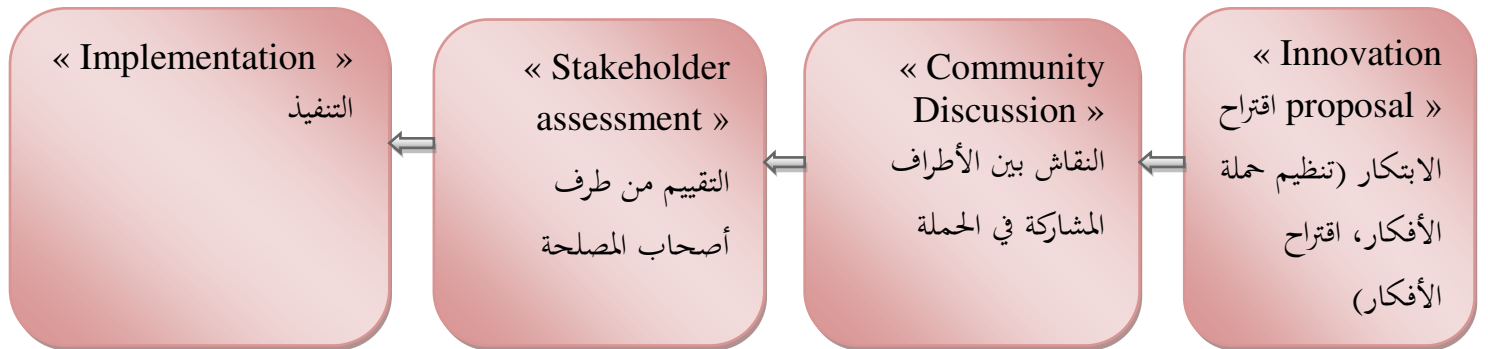 « Innovation
proposal » اقتراح
الابتكار (تنظيم حملة
الأفكار، اقتراح
الأفكار)
« Community
Discussion »
النقاش بين الأطراف
المشاركة في الحملة
« Stakeholder
assessment »
التقييم من طرف
أصحاب المصلحة
« Implementation »
التنفيذ